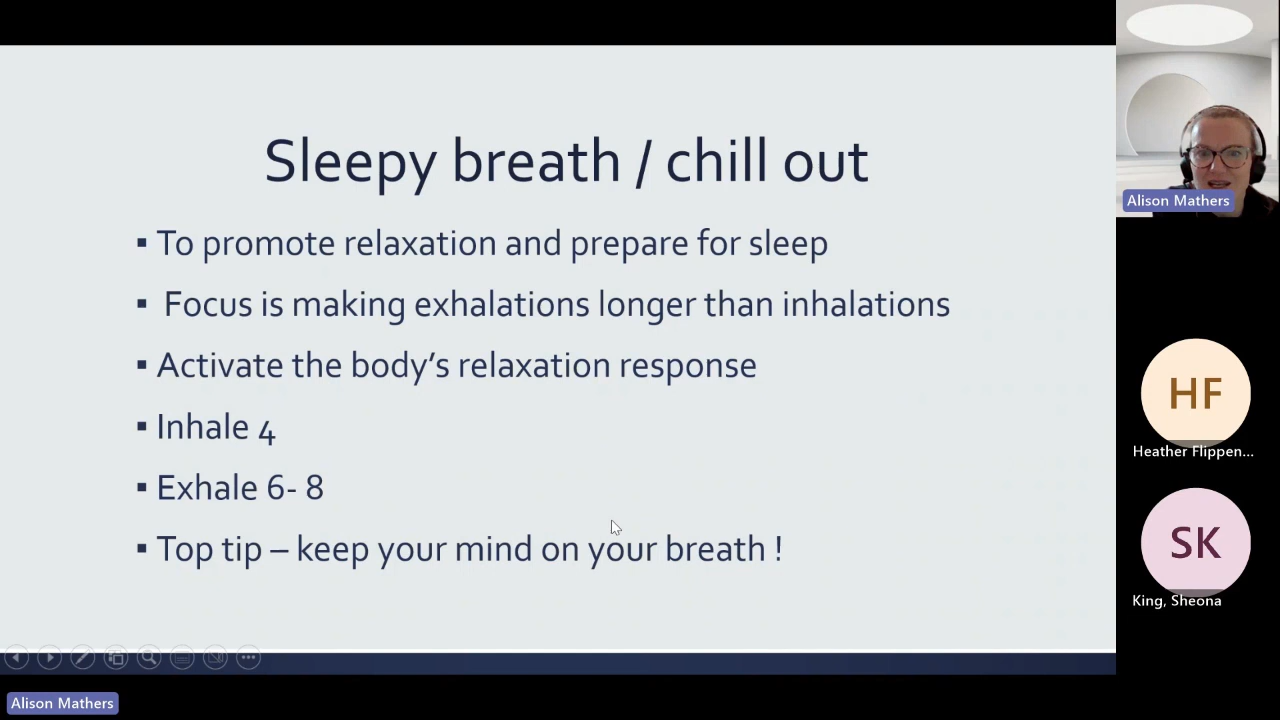 Sleepy breath / chill out
▪ To promote relaxation and prepare for sleep
▪ Focus is making exhalations longer than inhalations
▪ Activate the body’s relaxation response
▪ Inhale 4
▪ Exhale 6- 8
▪ Top tip – keep your mind on your breath !
Alison Mathers
HF
Heather Flippen...
SK
King, Sheona
Alison Mathers